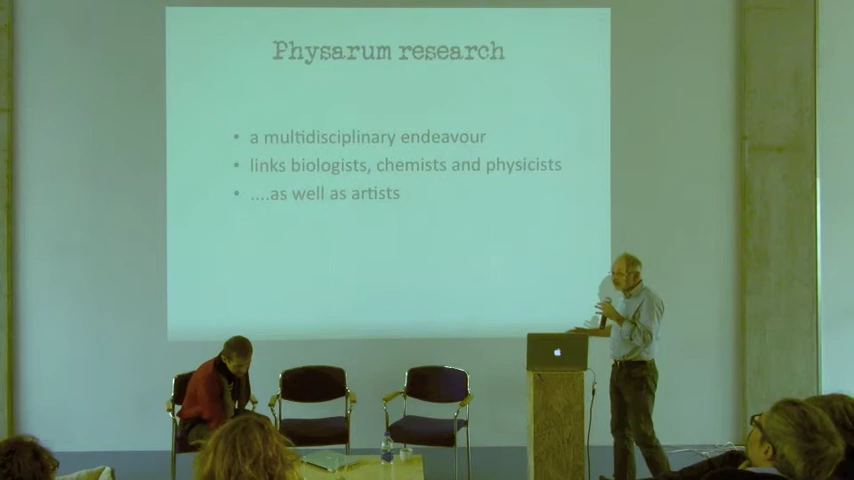 Physarum research
• a multidisciplinary endeavour
• links biologists, chemists and physicists
• ....as well as artists